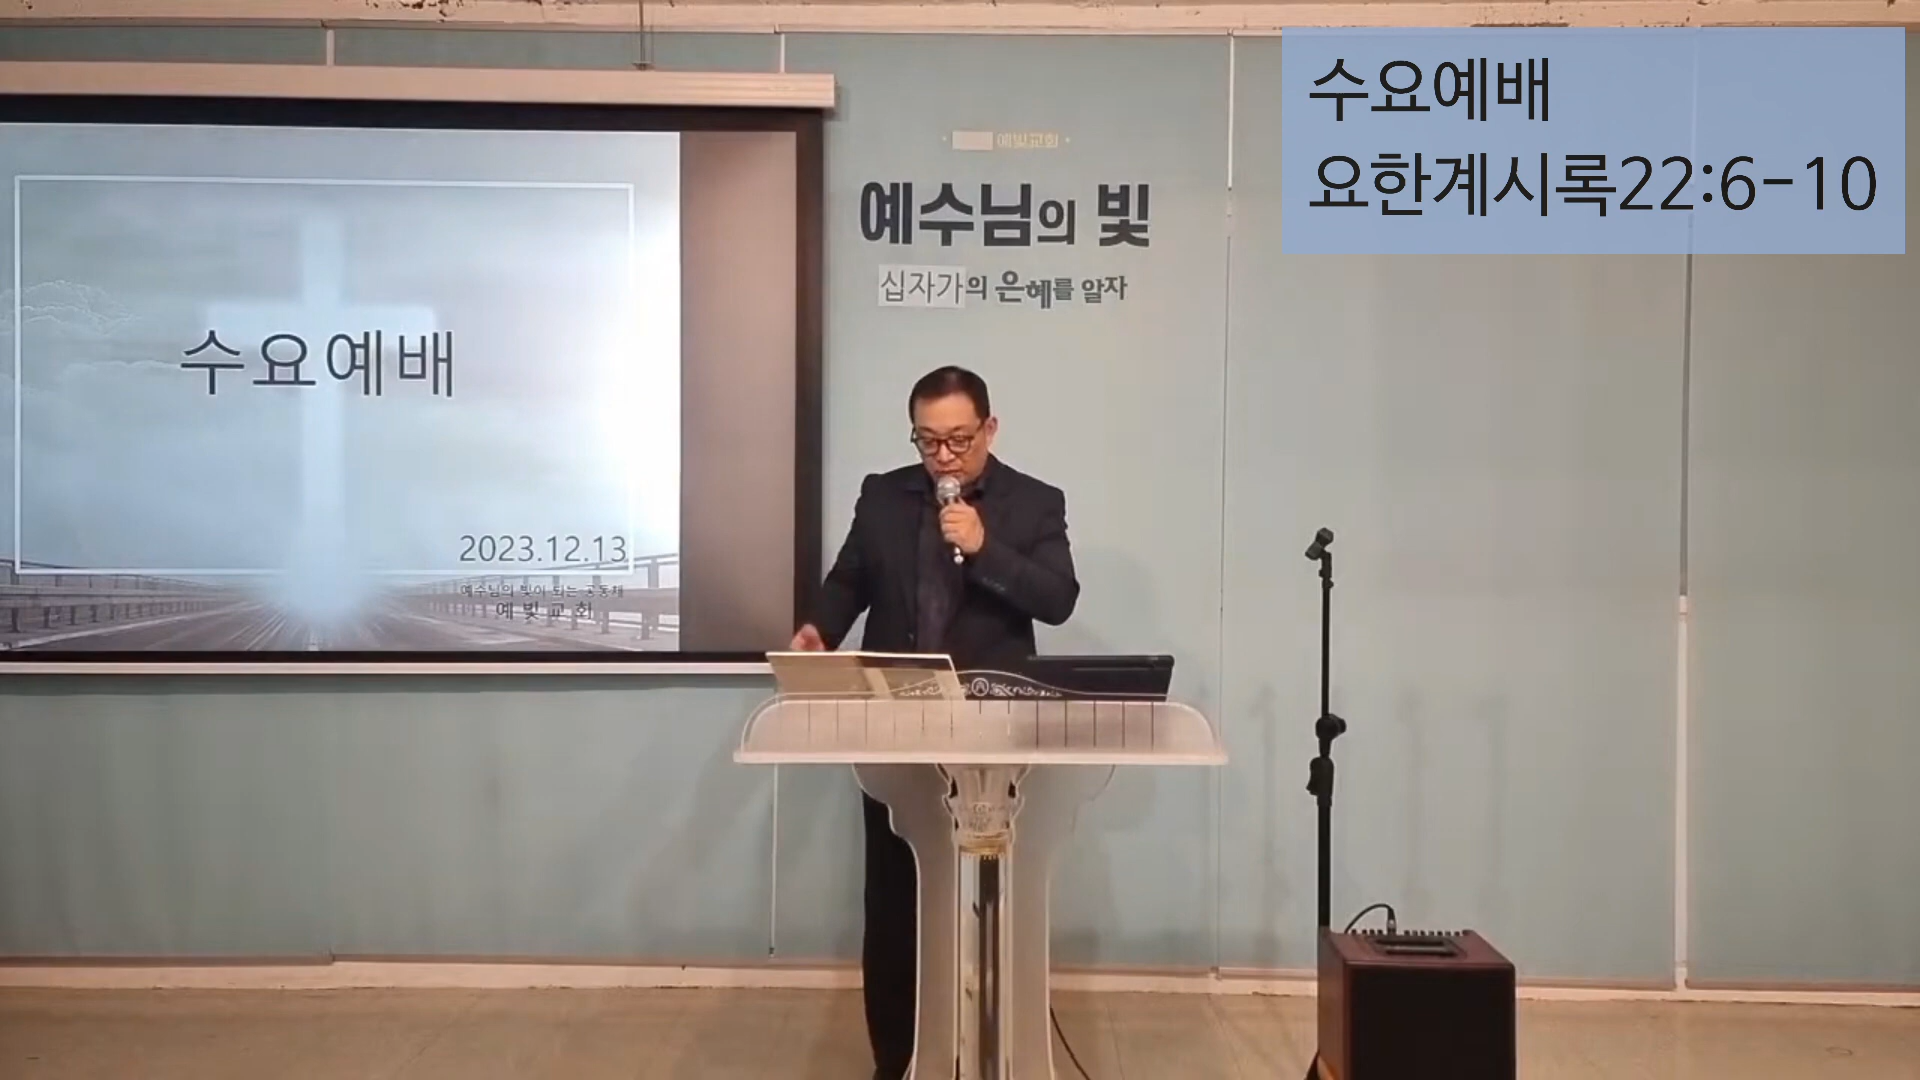 수요예배
요한계시록22:6-10
예빛교회
예수님의 빛
십자가의 은혜를 알자
수요예배
2023.12.13
예수님의 빛이 되는 공동체
예빛교회